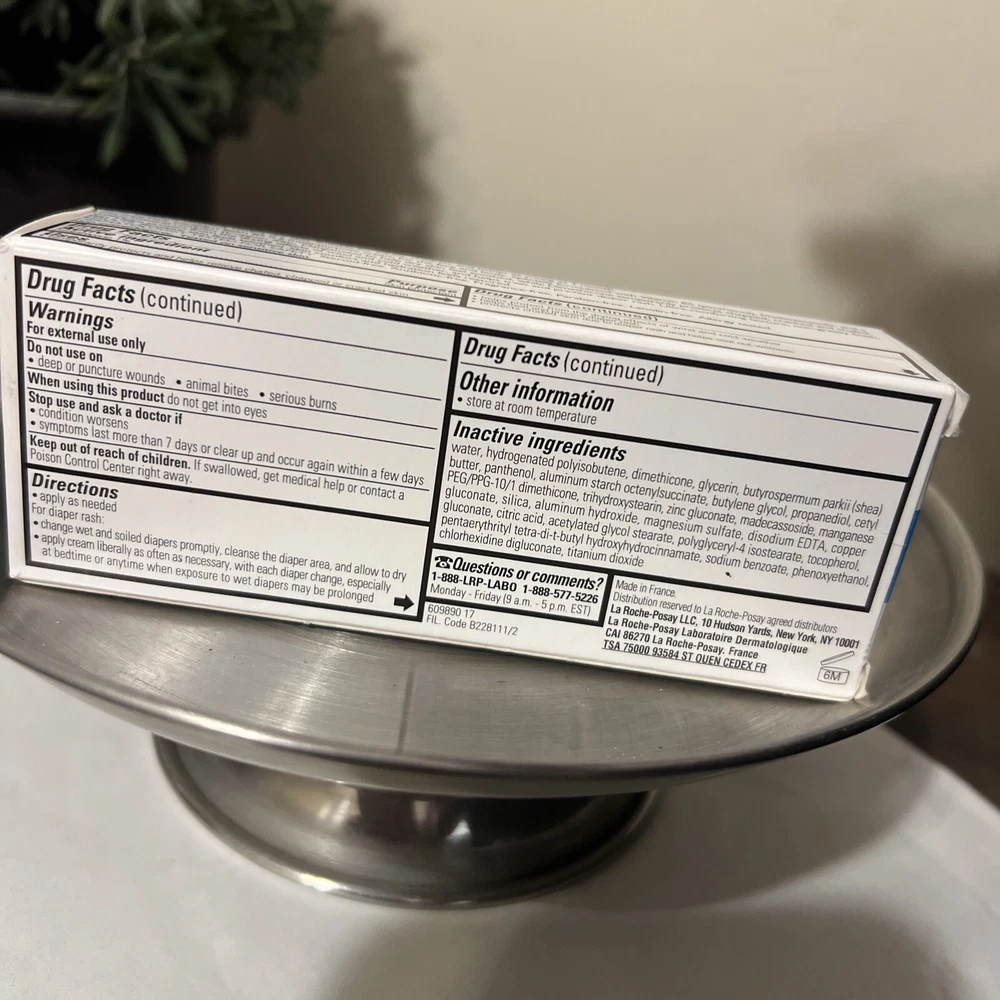 Drug Facts (continued)
Drug Facts (continued)
Warnings
For external use only
Do not use on
• deep or puncture wounds • animal bites • serious burns
When using this product do not get into eyes
Stop use and ask a doctor if
• condition worsens
• symptoms last more than 7 days or clear up and occur again within a few days
Keep out of reach of children. If swallowed, get medical help or contact a
Poison Control Center right away.
Directions
• apply as needed
For diaper rash:
• change wet and soiled diapers promptly, cleanse the diaper area, and allow to dry
• apply cream liberally as often as necessary, with each diaper change, especially
at bedtime or anytime when exposure to wet diapers may be prolonged
Drug Facts (continued)
Other information
• store at room temperature
Inactive ingredients
water, hydrogenated polyisobutene, dimethicone, glycerin, butyrospermum parkii (shea)
butter, panthenol, aluminum starch octenylsuccinate, butylene glycol, propanediol, cetyl
PEG/PPG-10/1 dimethicone, trihydroxystearin, zinc gluconate, madecassoside, manganese
gluconate, silica, aluminum hydroxide, magnesium sulfate, disodium EDTA, copper
gluconate, citric acid, acetylated glycol stearate, polyglyceryl-4 isostearate, tocopherol,
pentaerythrityl tetra-di-t-butyl hydroxyhydrocinnamate, sodium benzoate, phenoxyethanol,
chlorhexidine digluconate, titanium dioxide
☎Questions or comments?
1-888-LRP-LABO 1-888-577-5226
Monday - Friday (9 a.m. - 5 p.m. EST)
609890 17
FIL. Code B228111/2
Made in France.
Distribution reserved to La Roche-Posay agreed distributors
La Roche-Posay LLC, 10 Hudson Yards, New York, NY 10001
La Roche-Posay Laboratoire Dermatologique
CAI 86270 La Roche-Posay. France
TSA 75000 93584 ST OUEN CEDEX FR
6M